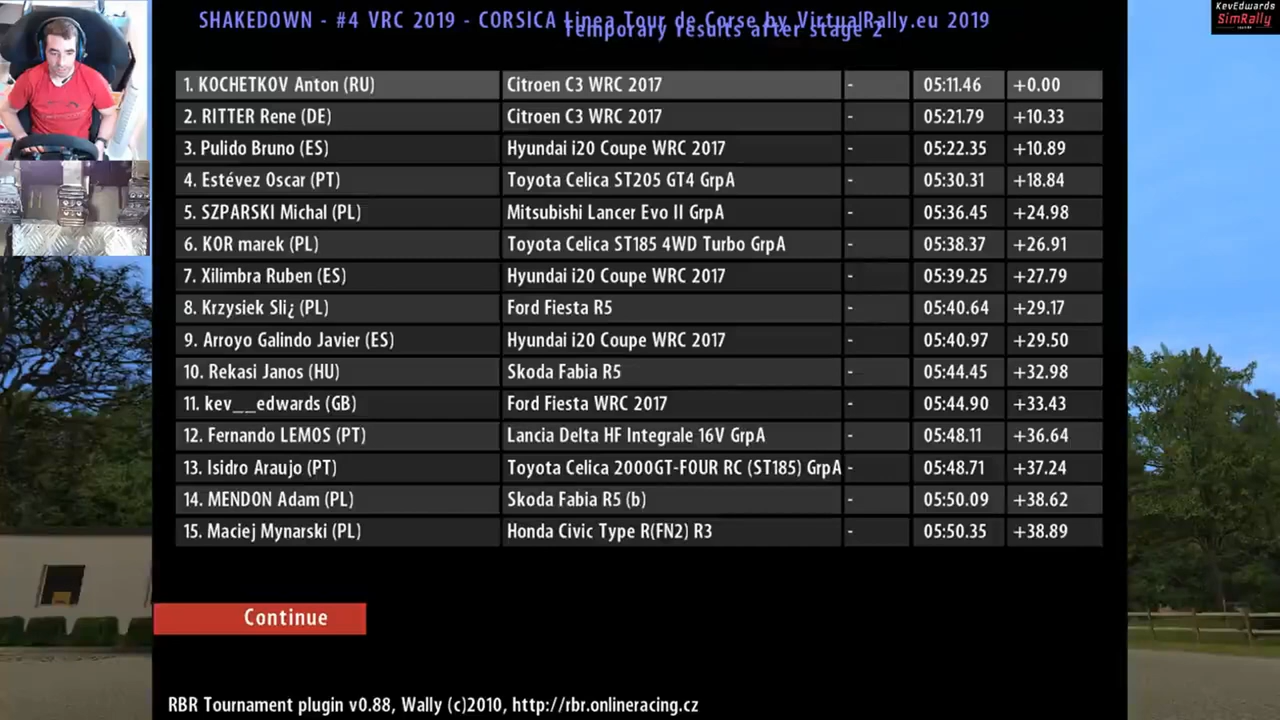 SHAKEDOWN - #4 VRC 2019 - CORSICA Linea Tour de Corse by VirtualRally.eu 2019
Temporary results after stage 2
KevEdwards
SimRally
1. KOCHETKOV Anton (RU) Citroen C3 WRC 2017 - 05:11.46 +0.00
2. RITTER Rene (DE) Citroen C3 WRC 2017 - 05:21.79 +10.33
3. Pulido Bruno (ES) Hyundai i20 Coupe WRC 2017 - 05:22.35 +10.89
4. Estévez Oscar (PT) Toyota Celica ST205 GT4 GrpA - 05:30.31 +18.84
5. SZPARSKI Michal (PL) Mitsubishi Lancer Evo II GrpA - 05:36.45 +24.98
6. KOR marek (PL) Toyota Celica ST185 4WD Turbo GrpA - 05:38.37 +26.91
7. Xilimbra Ruben (ES) Hyundai i20 Coupe WRC 2017 - 05:39.25 +27.79
8. Krzysiek Sli¿ (PL) Ford Fiesta R5 - 05:40.64 +29.17
9. Arroyo Galindo Javier (ES) Hyundai i20 Coupe WRC 2017 - 05:40.97 +29.50
10. Rekasi Janos (HU) Skoda Fabia R5 - 05:44.45 +32.98
11. kev__edwards (GB) Ford Fiesta WRC 2017 - 05:44.90 +33.43
12. Fernando LEMOS (PT) Lancia Delta HF Integrale 16V GrpA - 05:48.11 +36.64
13. Isidro Araujo (PT) Toyota Celica 2000GT-FOUR RC (ST185) GrpA - 05:48.71 +37.24
14. MENDON Adam (PL) Skoda Fabia R5 (b) - 05:50.09 +38.62
15. Maciej Mynarski (PL) Honda Civic Type R(FN2) R3 - 05:50.35 +38.89
Continue
RBR Tournament plugin v0.88, Wally (c)2010, http://rbr.onlineracing.cz